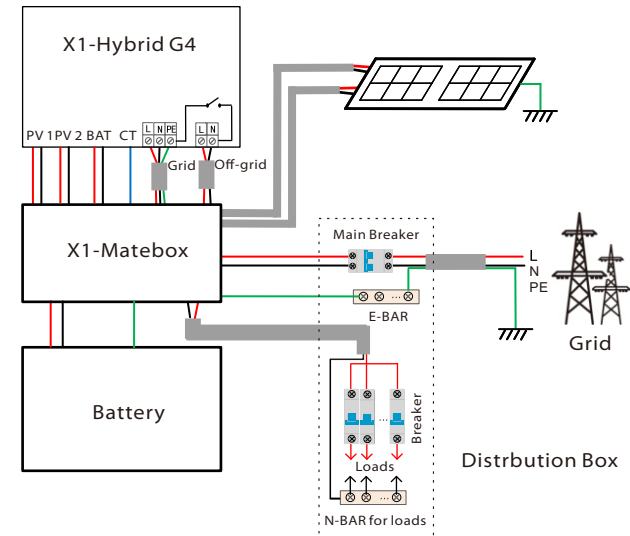 X1-Hybrid G4
PV 1 PV 2 BAT CT
L N PE
L N
Grid
Off-grid
X1-Matebox
Main Breaker
L
N
PE
E-BAR
Grid
Battery
Breaker
Loads
Distrbution Box
N-BAR for loads